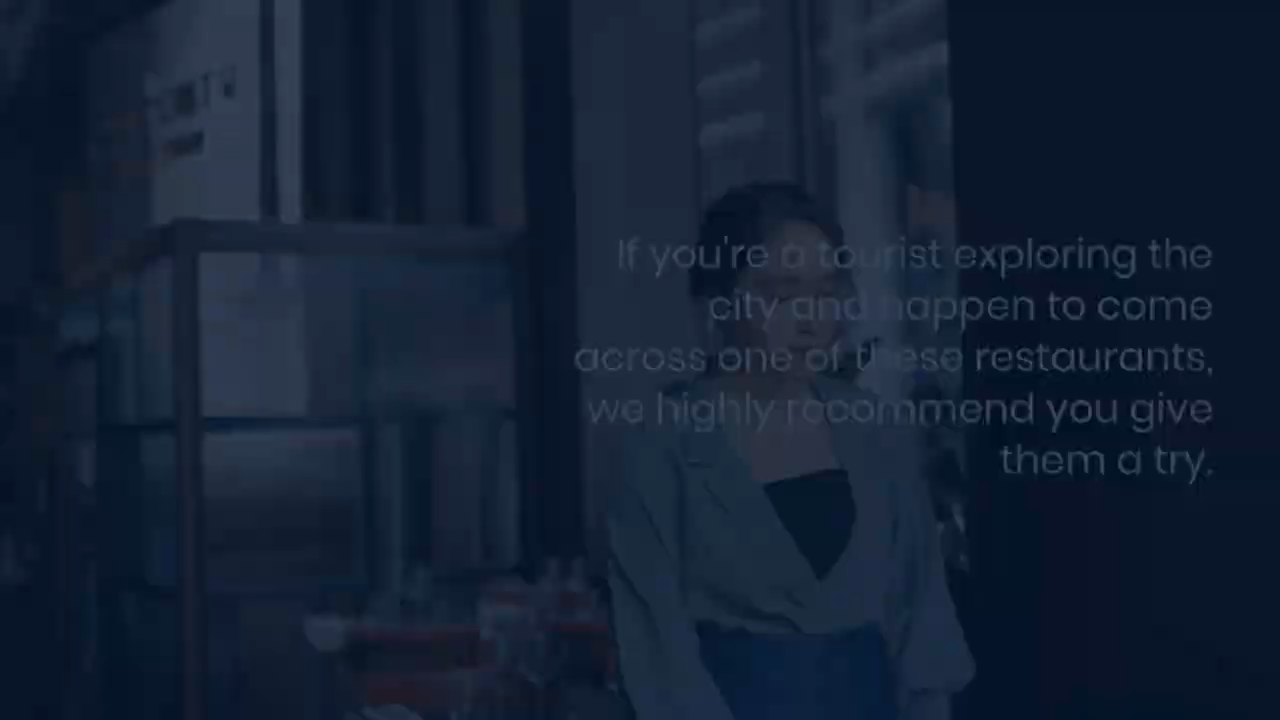 If you're a tourist exploring the
city and happen to come
across one of these restaurants,
we highly recommend you give
them a try.